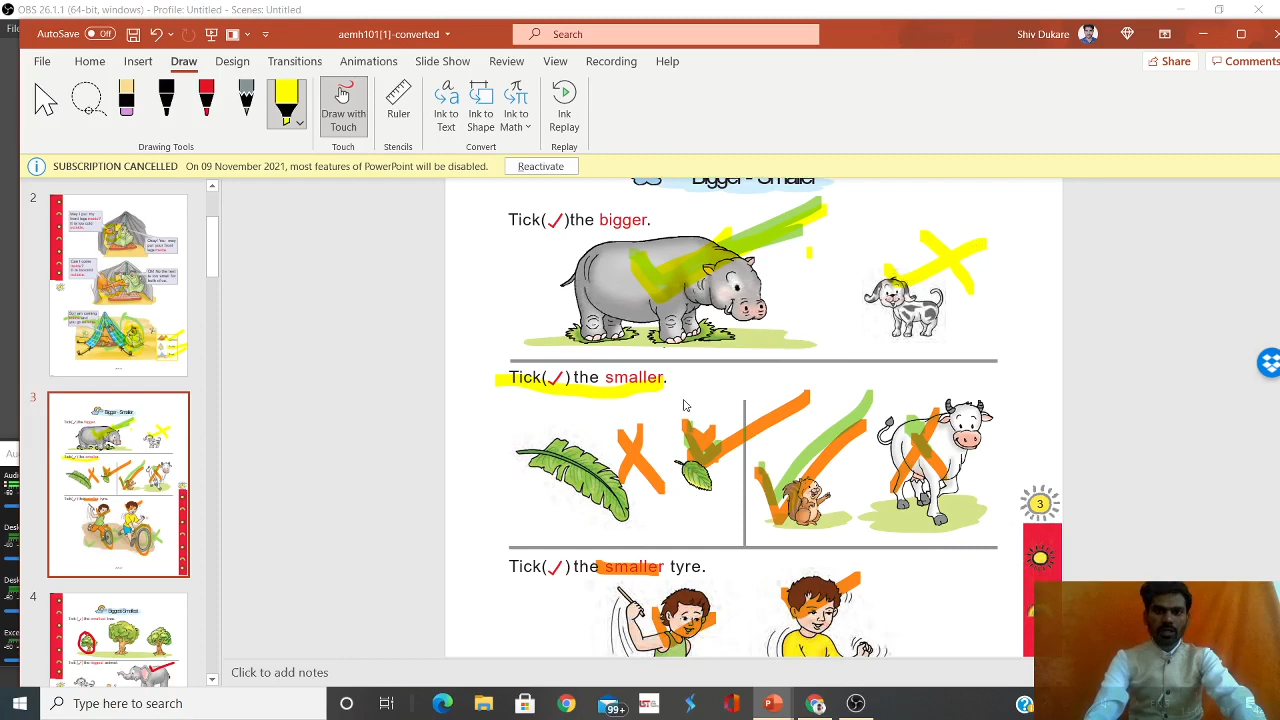 OBS 26.1.1 (64-bit, windows) - Profile: Untitled - Scenes: Untitled
AutoSave Off
aemh101[1]-converted
Search
Shiv Dukare
File Home Insert Draw Design Transitions Animations Slide Show Review View Recording Help
Share
Comments
Draw with Touch
Ruler
Ink to Text
Ink to Shape
Ink to Math
Ink Replay
Drawing Tools Touch Stencils Convert Replay
SUBSCRIPTION CANCELLED On 09 November 2021, most features of PowerPoint will be disabled. Reactivate
2
3
4
Bigger - Smaller
Tick(✓)the bigger.
Tick(✓) the smaller.
3
Tick(✓) the smaller tyre.
Click to add notes
Type here to search
99+